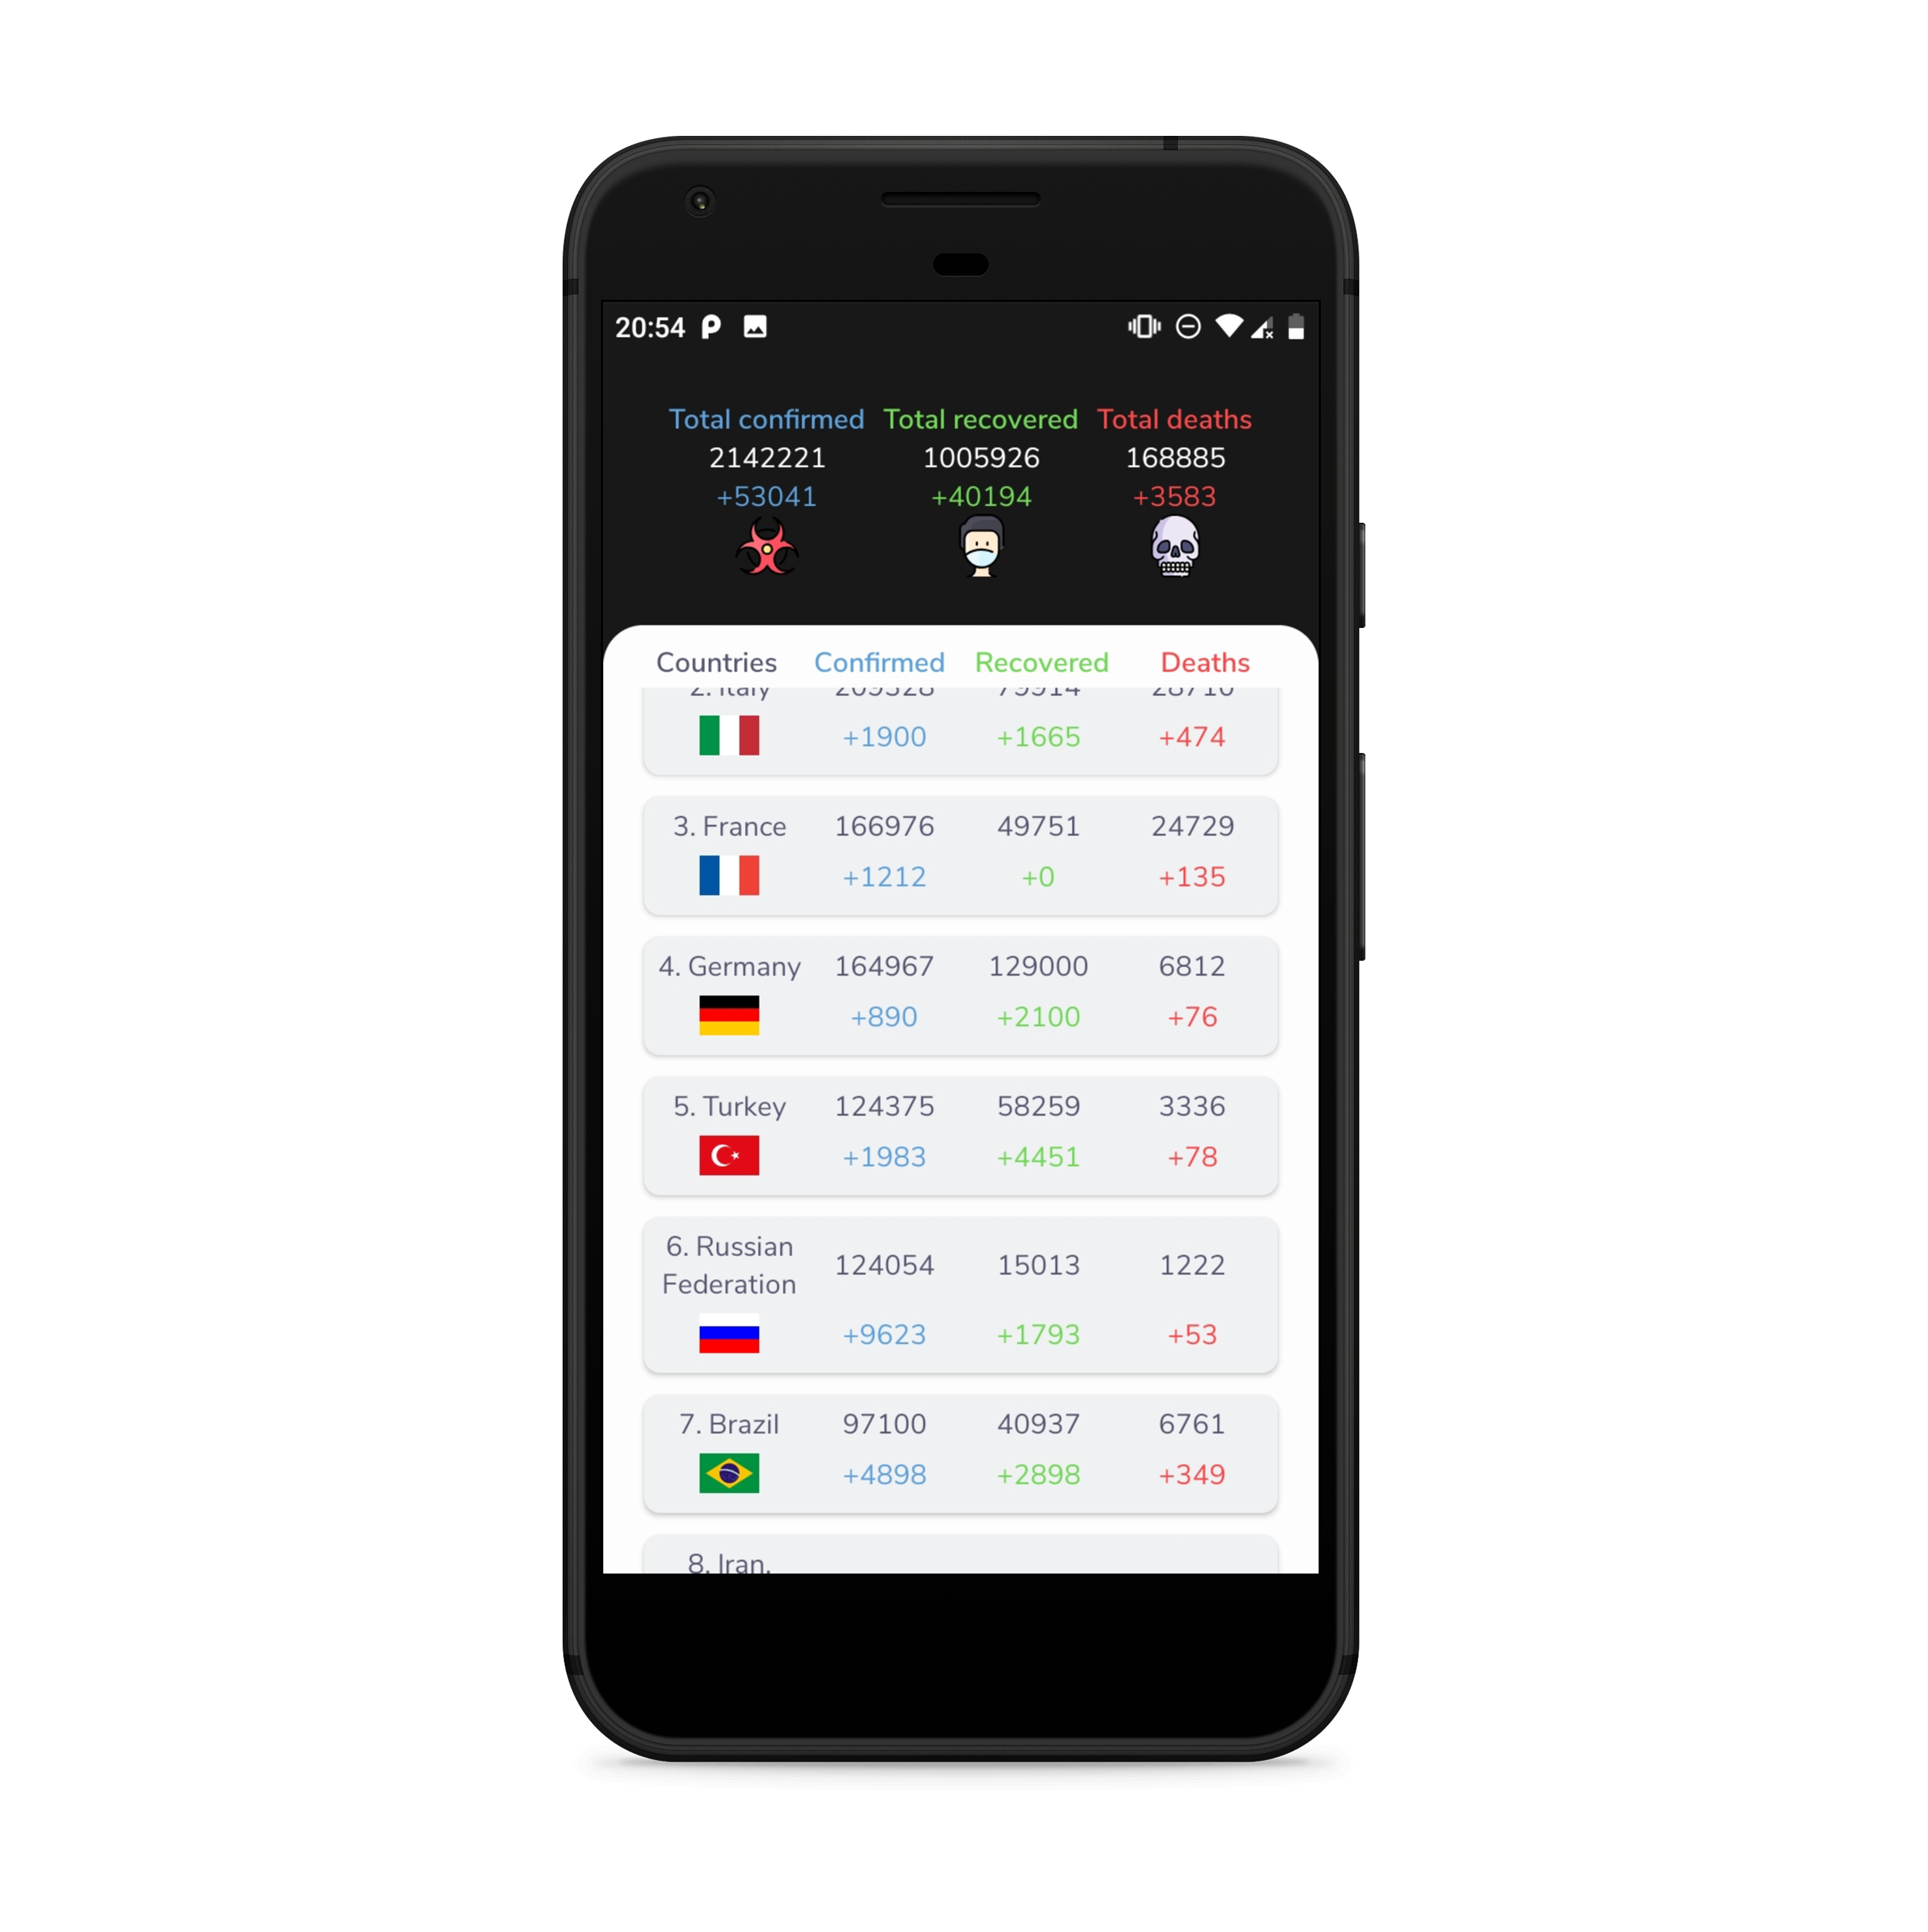 20:54
Total confirmed Total recovered Total deaths
2142221 1005926 168885
+53041 +40194 +3583
Countries Confirmed Recovered Deaths
2. Italy 209328 79914 28710
+1900 +1665 +474
3. France 166976 49751 24729
+1212 +0 +135
4. Germany 164967 129000 6812
+890 +2100 +76
5. Turkey 124375 58259 3336
+1983 +4451 +78
6. Russian
Federation 124054 15013 1222
+9623 +1793 +53
7. Brazil 97100 40937 6761
+4898 +2898 +349
8. Iran,